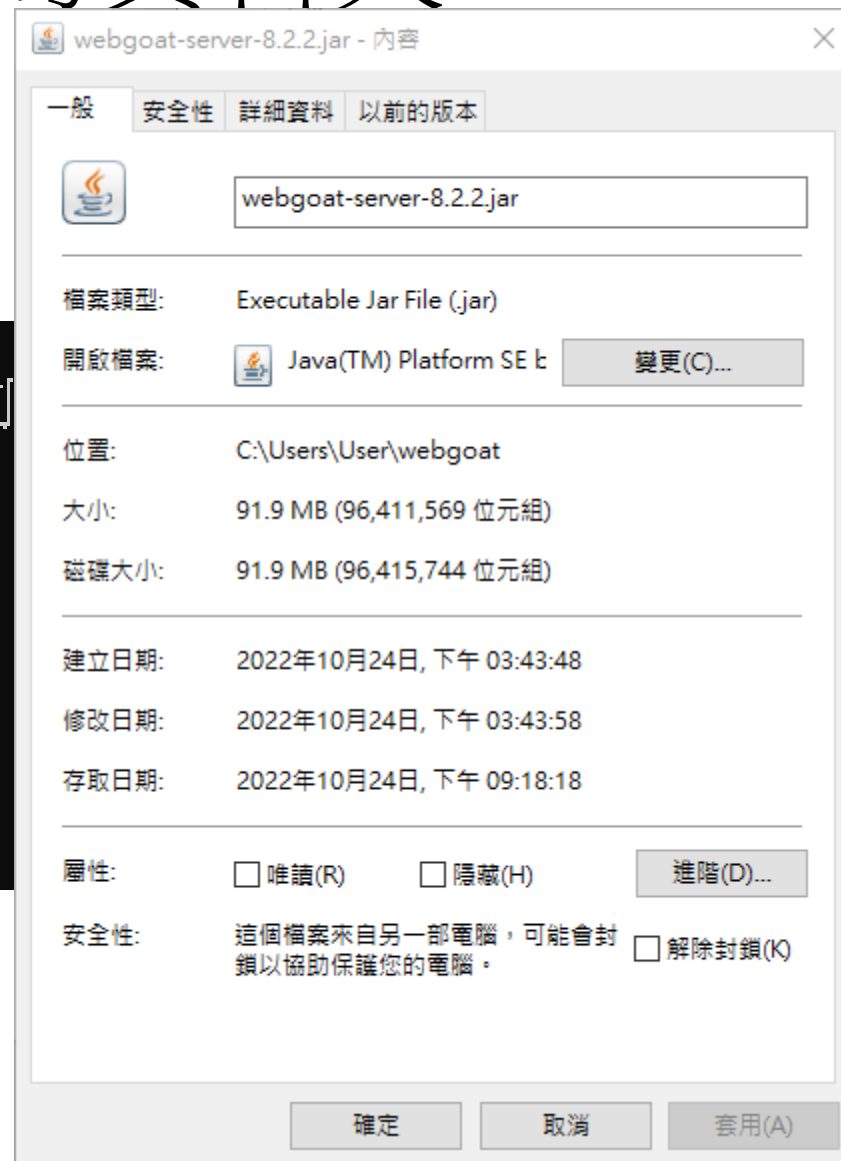 webgoat-server-8.2.2.jar - 內容
一般 安全性 詳細資料 以前的版本
webgoat-server-8.2.2.jar
檔案類型: Executable Jar File (.jar)
開啟檔案: Java(TM) Platform SE b 變更(C)...
位置: C:\Users\User\webgoat
大小: 91.9 MB (96,411,569 位元組)
磁碟大小: 91.9 MB (96,415,744 位元組)
建立日期: 2022年10月24日, 下午 03:43:48
修改日期: 2022年10月24日, 下午 03:43:58
存取日期: 2022年10月24日, 下午 09:18:18
屬性: 唯讀(R) 隱藏(H) 進階(D)...
安全性: 這個檔案來自另一部電腦，可能會封
鎖以協助保護您的電腦。 解除封鎖(K)
確定 取消 套用(A)